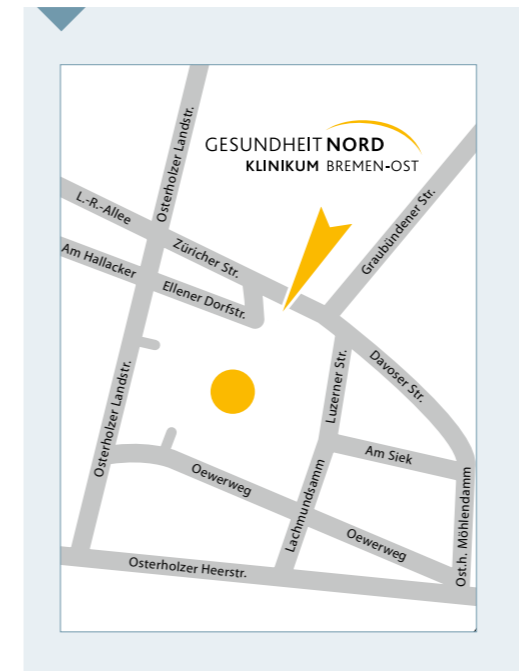 GESUNDHEIT NORD
KLINIKUM BREMEN-OST
Osterholzer Landstr.
L.-R.-Allee
Züricher Str.
Graubündener Str.
Am Hallacker
Ellener Dorfstr.
Luzerner Str.
Davoser Str.
Osterholzer Landstr.
Am Siek
Oewerweg
Lachmundsamm
Oewerweg
Ost.h. Möhlendamm
Osterholzer Heerstr.